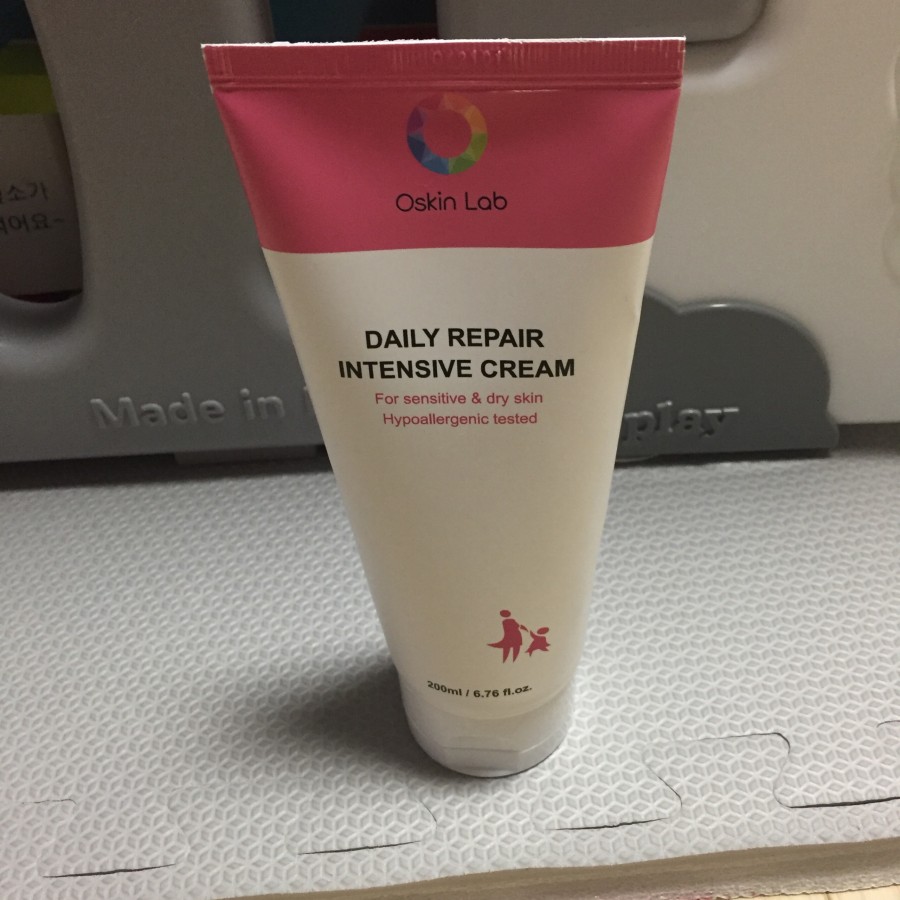 Oskin Lab
DAILY REPAIR
INTENSIVE CREAM
For sensitive & dry skin
Hypoallergenic tested
200ml / 6.76 fl.oz.
Made in
play